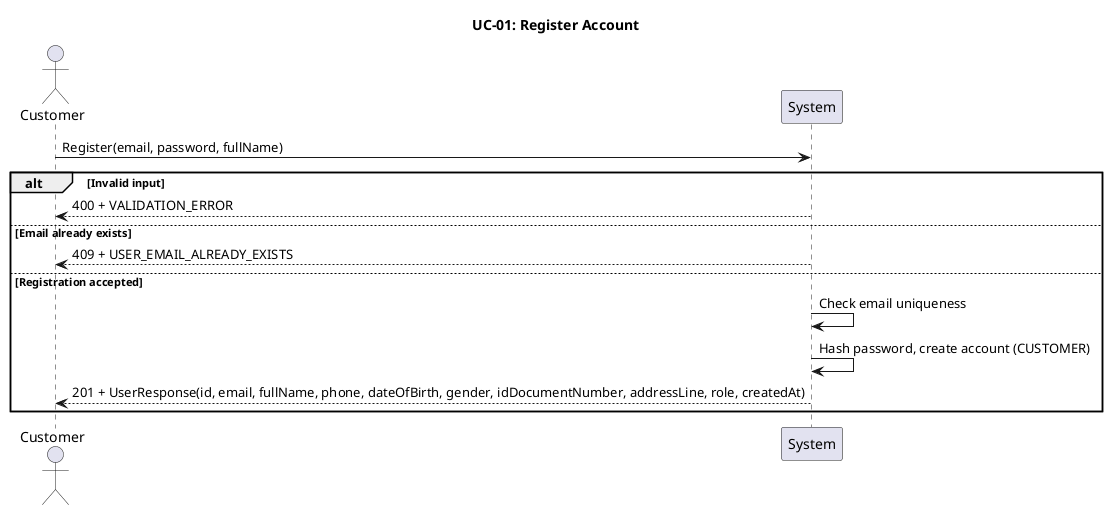 UC-01: Register Account
Customer
System
Register(email, password, fullName)
alt [Invalid input]
400 + VALIDATION_ERROR
[Email already exists]
409 + USER_EMAIL_ALREADY_EXISTS
[Registration accepted]
Check email uniqueness
Hash password, create account (CUSTOMER)
201 + UserResponse(id, email, fullName, phone, dateOfBirth, gender, idDocumentNumber, addressLine, role, createdAt)
Customer
System